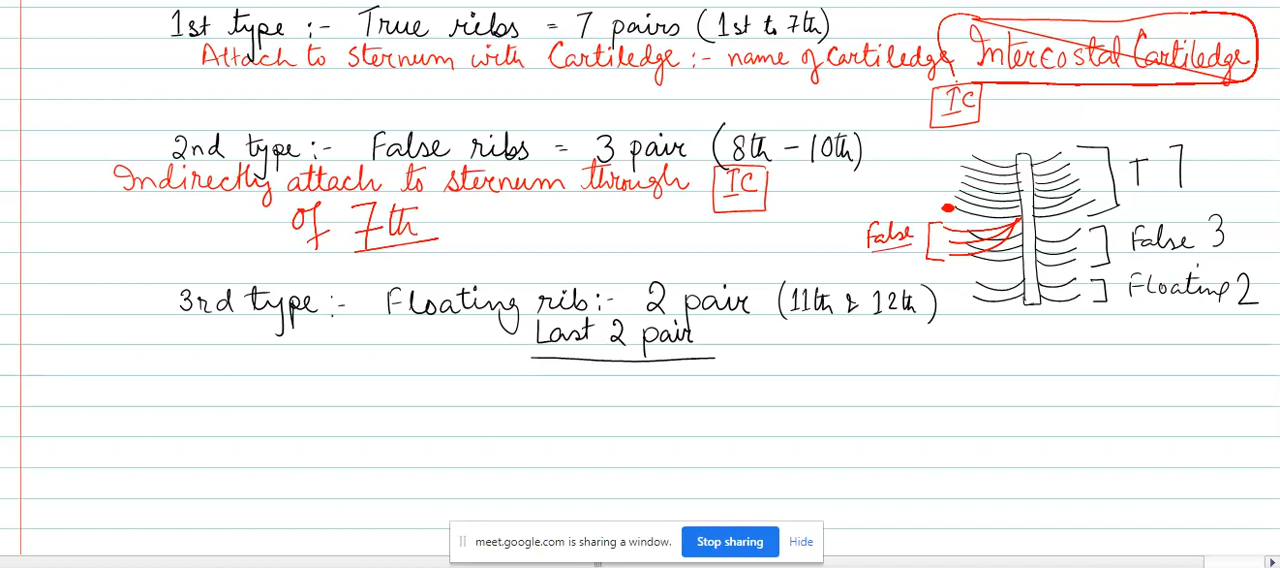 1st type :- True ribs = 7 pairs (1st to 7th)
Attach to sternum with Cartiledge :- name of Cartiledge Intercostal Cartiledge
IC
2nd type :- False ribs = 3 pair (8th - 10th)
Indirectly attach to sternum through IC
of 7th
T 7
False
False 3
Floating 2
3rd type :- Floating rib :- 2 pair (11th & 12th)
Last 2 pair
meet.google.com is sharing a window. Stop sharing Hide